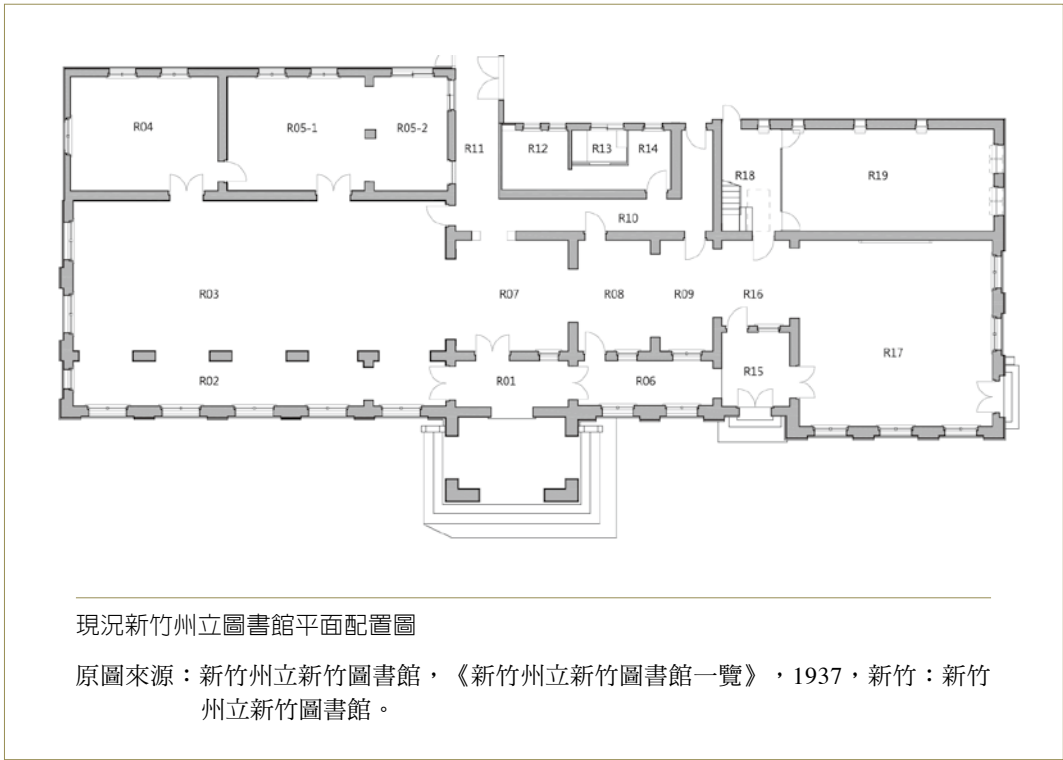 R04
R05-1
R05-2
R11
R12
R13
R14
R18
R19
R10
R03
R07
R08
R09
R16
R17
R02
R01
R06
R15
現況新竹州立圖書館平面配置圖
原圖來源：新竹州立新竹圖書館，《新竹州立新竹圖書館一覽》，1937，新竹：新竹
州立新竹圖書館。